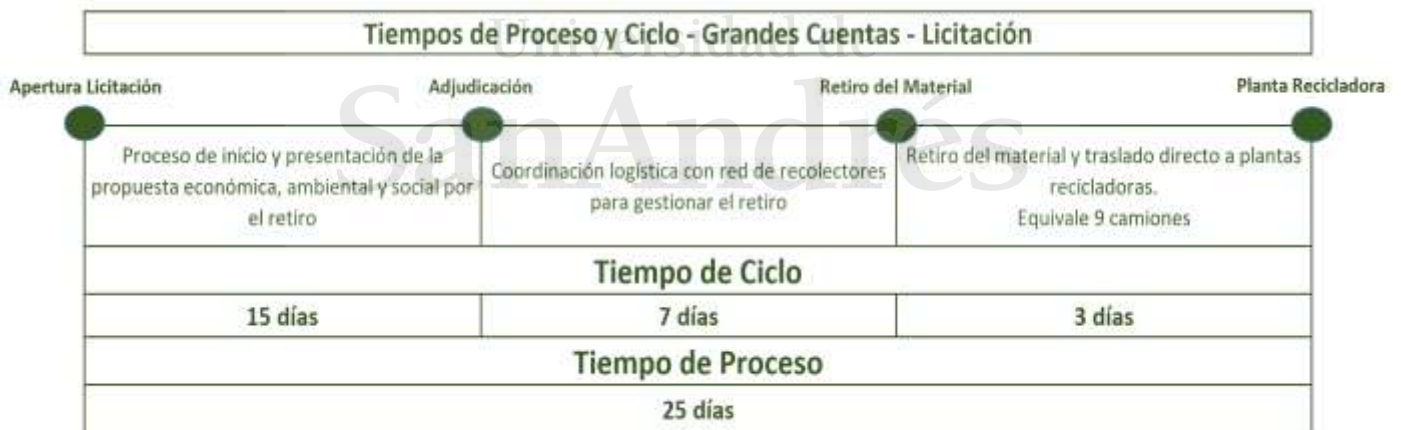 Tiempos de Proceso y Ciclo - Grandes Cuentas - Licitación
Universidad de
SanAndrés
Apertura Licitación
Adjudicación
Retiro del Material
Planta Recicladora
Proceso de inicio y presentación de la
propuesta económica, ambiental y social por
el retiro
Coordinación logística con red de recolectores
para gestionar el retiro
Retiro del material y traslado directo a plantas
recicladoras.
Equivale 9 camiones
Tiempo de Ciclo
15 días
7 días
3 días
Tiempo de Proceso
25 días